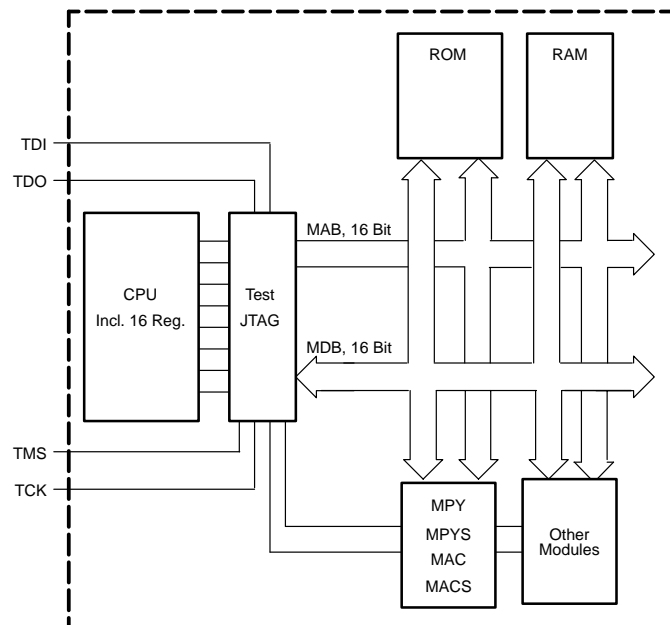 ROM
RAM
TDI
TDO
MAB, 16 Bit
CPU
Incl. 16 Reg.
Test
JTAG
MDB, 16 Bit
TMS
TCK
MPY
MPYS
MAC
MACS
Other
Modules